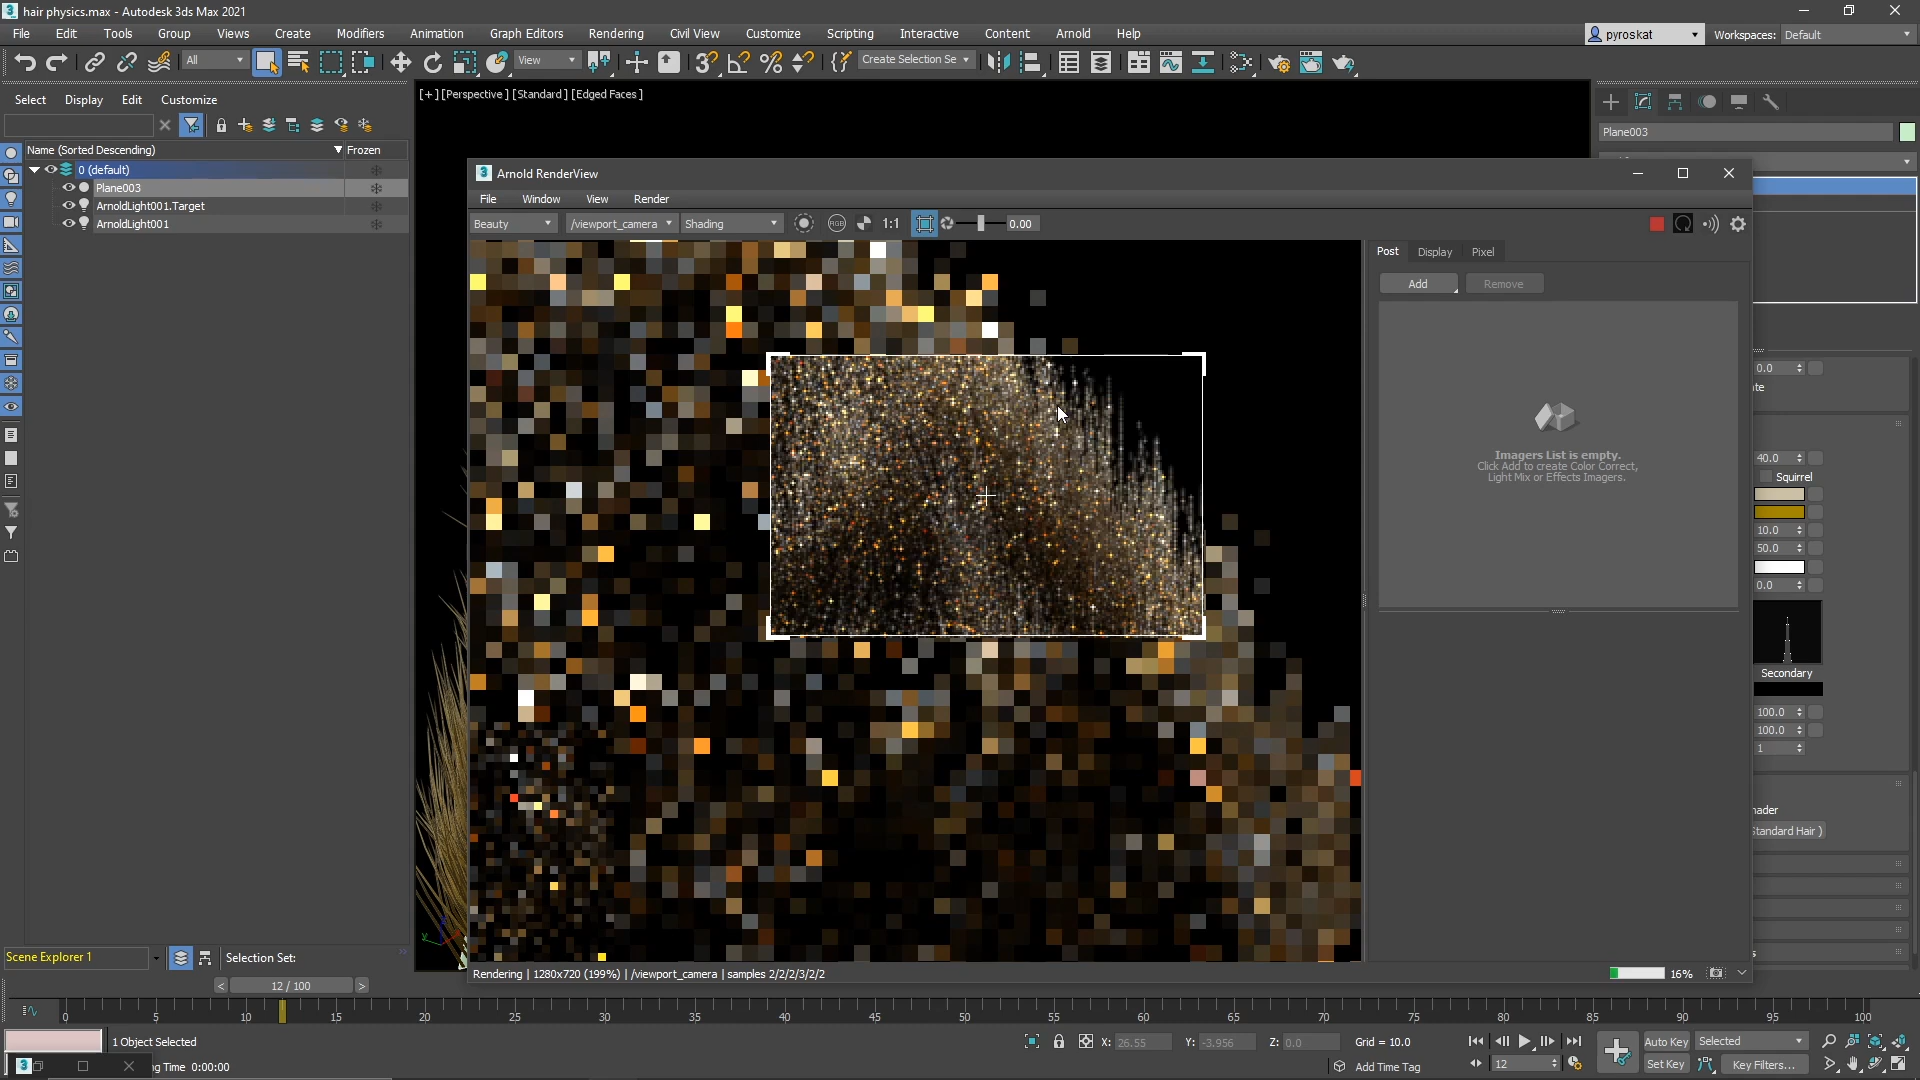 hair physics.max - Autodesk 3ds Max 2021
File Edit Tools Group Views Create Modifiers Animation Graph Editors Rendering Civil View Customize Scripting Interactive Content Arnold Help
pyroskat Workspaces: Default
All View Create Selection Se
Select Display Edit Customize
[+] [Perspective ] [Standard ] [Edged Faces ]
Name (Sorted Descending) Frozen
0 (default)
Plane003
ArnoldLight001.Target
ArnoldLight001
Plane003
Arnold RenderView
File Window View Render
Beauty /viewport_camera Shading RGB 1:1 0.00
Post Display Pixel
Add Remove
Imagers List is empty.
Click Add to create Color Correct,
Light Mix or Effects Imagers.
0.0
te
40.0
Squirrel
10.0
50.0
0.0
Secondary
100.0
100.0
1
ader
Standard Hair )
s
Rendering | 1280x720 (199%) | /viewport_camera | samples 2/2/2/3/2/2
16%
Scene Explorer 1 Selection Set:
< 12 / 100 >
0 5 10 15 20 25 30 35 40 45 50 55 60 65 70 75 80 85 90 95 100
1 Object Selected
X: 26.55 Y: -3.956 Z: 0.0 Grid = 10.0
Auto Key Selected
ng Time 0:00:00
Add Time Tag
12
Set Key Key Filters...